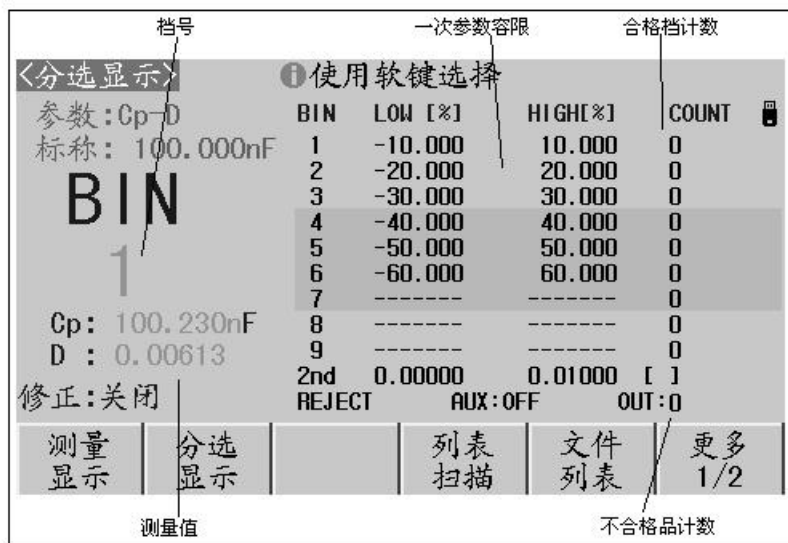 档号 一次参数容限 合格档计数
<分选显示> i使用软键选择
参数:Cp-D BIN LOW [%] HIGH[%] COUNT
标称: 100.000nF 1 -10.000 10.000 0
2 -20.000 20.000 0
BIN 3 -30.000 30.000 0
4 -40.000 40.000 0
1 5 -50.000 50.000 0
6 -60.000 60.000 0
7 ------- ------- 0
Cp: 100.230nF 8 ------- ------- 0
D : 0.00613 9 ------- ------- 0
2nd 0.00000 0.01000 [ ]
修正:关闭 REJECT AUX:OFF OUT:0
测量显示 分选显示 列表扫描 文件列表 更多1/2
测量值 不合格品计数